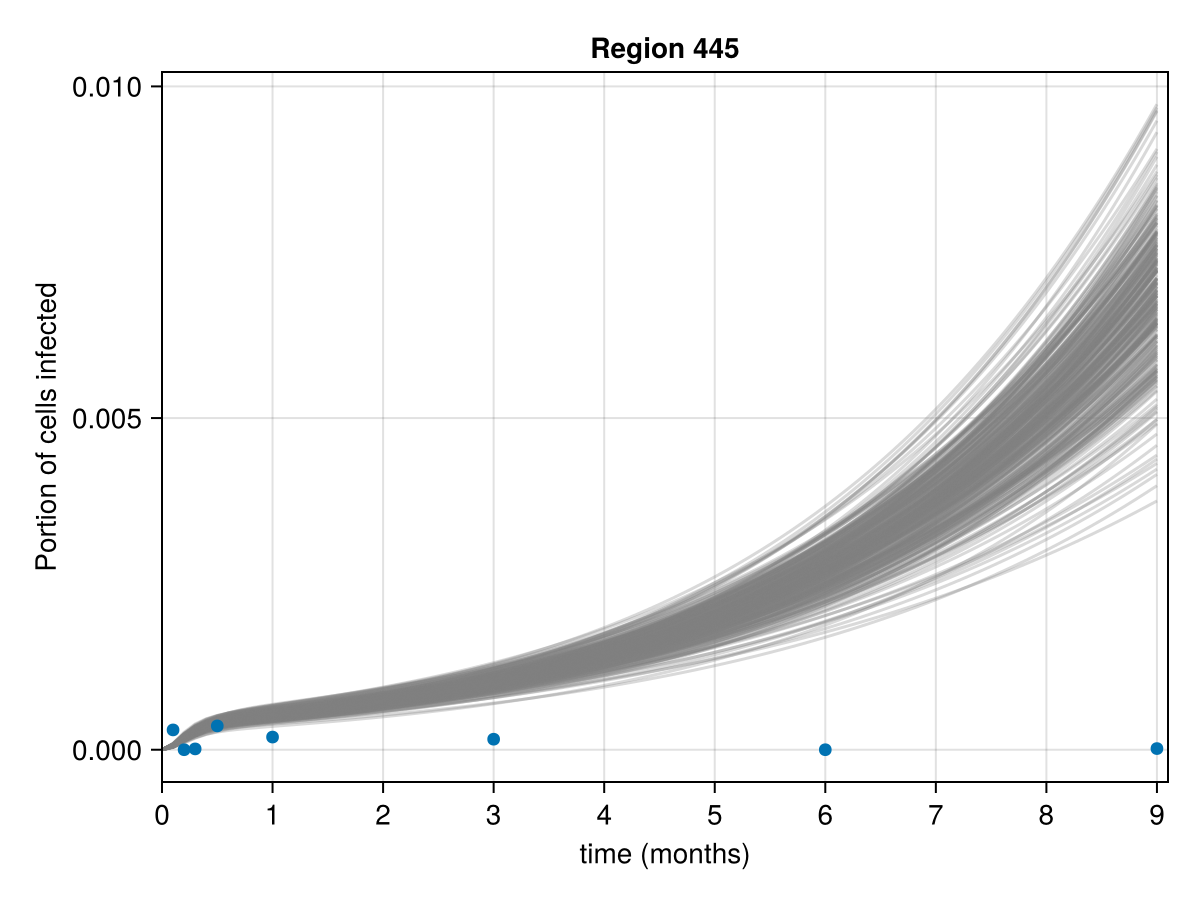 Region 445
Portion of cells infected
0.010
0.005
0.000
0 1 2 3 4 5 6 7 8 9
time (months)